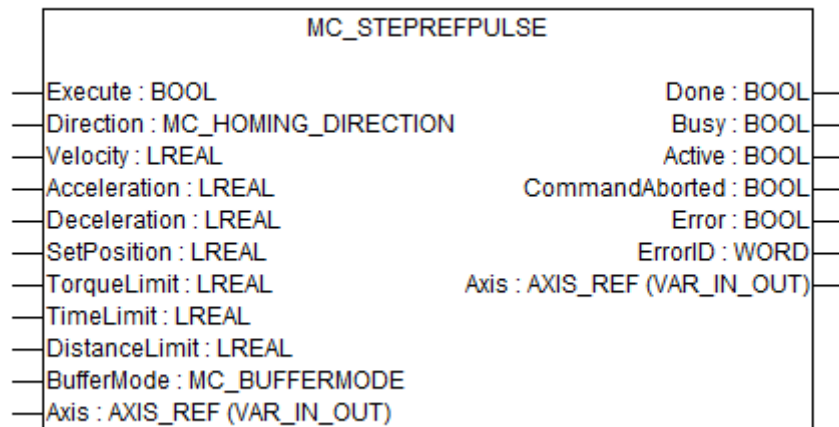 MC_STEPREFPULSE
Execute : BOOL Done : BOOL
Direction : MC_HOMING_DIRECTION Busy : BOOL
Velocity : LREAL Active : BOOL
Acceleration : LREAL CommandAborted : BOOL
Deceleration : LREAL Error : BOOL
SetPosition : LREAL ErrorID : WORD
TorqueLimit : LREAL Axis : AXIS_REF (VAR_IN_OUT)
TimeLimit : LREAL
DistanceLimit : LREAL
BufferMode : MC_BUFFERMODE
Axis : AXIS_REF (VAR_IN_OUT)